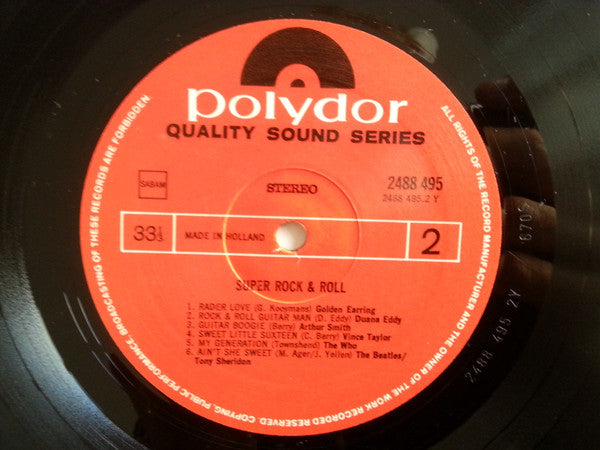 polydor
QUALITY SOUND SERIES
SABAM
STEREO
2488 495
2488 495.2 Y
33⅓
MADE IN HOLLAND
2
SUPER ROCK & ROLL
1. RADER LOVE (G. Kooymans) Golden Earring
2. ROCK & ROLL GUITAR MAN (D. Eddy) Duana Eddy
3. GUITAR BOOGIE (Berry) Arthur Smith
4. SWEET LITTLE SIXTEEN (C. Berry) Vince Taylor
5. MY GENERATION (Townshend) The Who
6. AIN'T SHE SWEET (M. Ager/J. Yellen) The Beatles/
Tony Sheridon
ALL RIGHTS OF THE RECORD MANUFACTURER AND THE OWNER OF THE WORK RECORDED RESERVED. COPYING, PUBLIC PERFORMANCE, BROADCASTING OF THESE RECORDS ARE FORBIDDEN.
2488 495 2Y